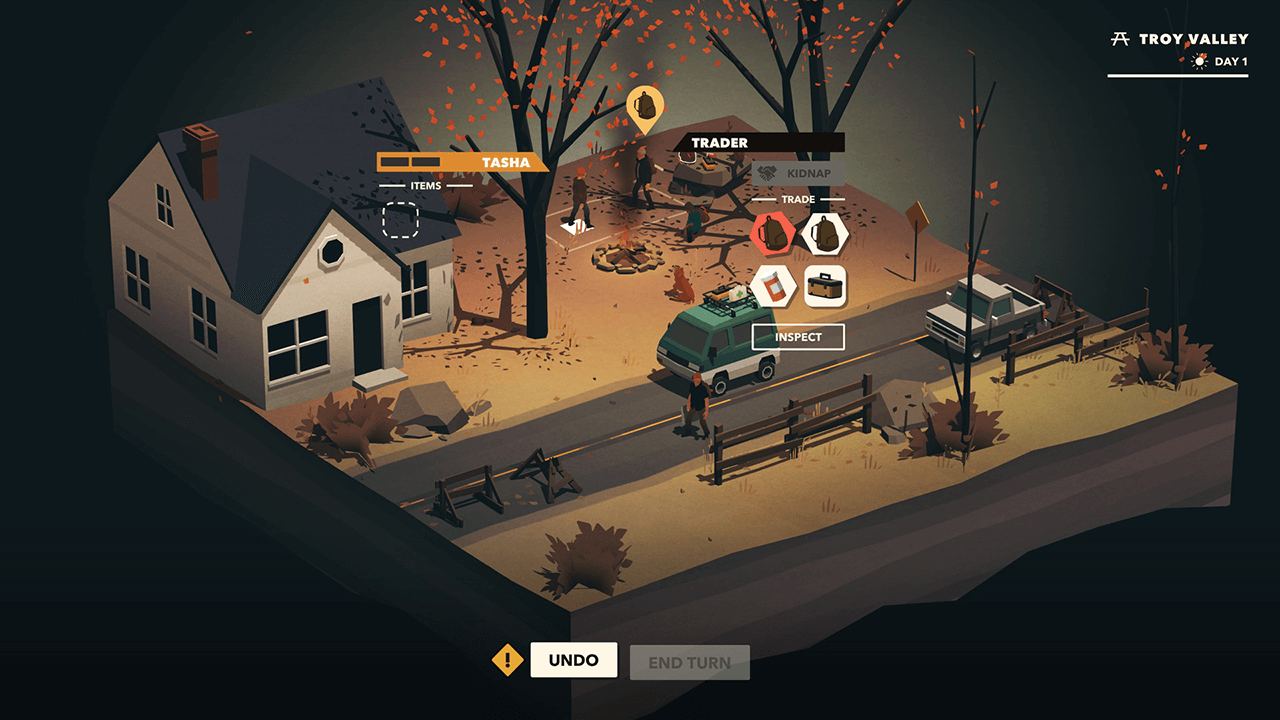 TROY VALLEY
DAY 1
TRADER
TASHA
KIDNAP
ITEMS
TRADE
INSPECT
!
UNDO
END TURN